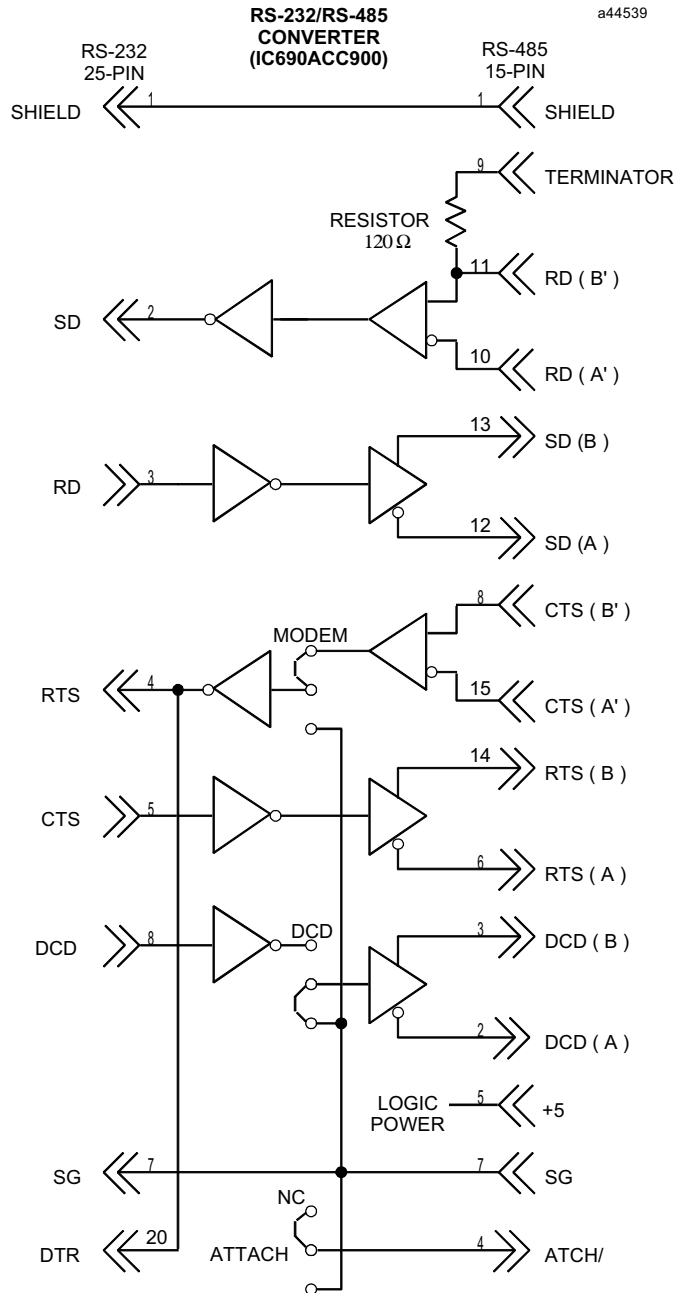 RS-232/RS-485
CONVERTER
(IC690ACC900)
a44539
RS-232
25-PIN
RS-485
15-PIN
SHIELD 1 1 SHIELD
9 TERMINATOR
RESISTOR
120 Ω
11 RD ( B' )
SD 2
10 RD ( A' )
13 SD (B )
RD 3
12 SD (A )
8 CTS ( B' )
MODEM
RTS 4
15 CTS ( A' )
14 RTS ( B )
CTS 5
6 RTS ( A )
DCD 8 DCD 3 DCD ( B )
2 DCD ( A )
LOGIC
POWER
5 +5
SG 7 7 SG
NC
DTR 20 ATTACH 4 ATCH/